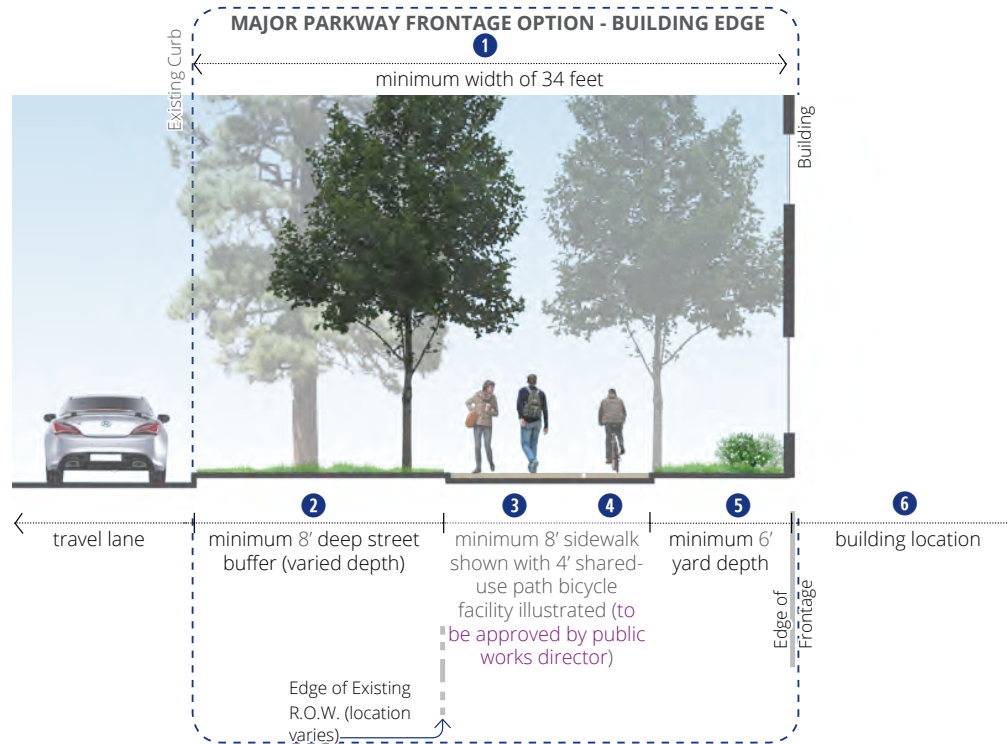 MAJOR PARKWAY FRONTAGE OPTION - BUILDING EDGE
1
minimum width of 34 feet
Existing Curb
Building
2
3
4
5
6
travel lane
minimum 8’ deep street
buffer (varied depth)
minimum 8’ sidewalk
shown with 4’ shared-
use path bicycle
facility illustrated (to
be approved by public
works director)
minimum 6’
yard depth
building location
Edge of
Frontage
Edge of Existing
R.O.W. (location
varies)